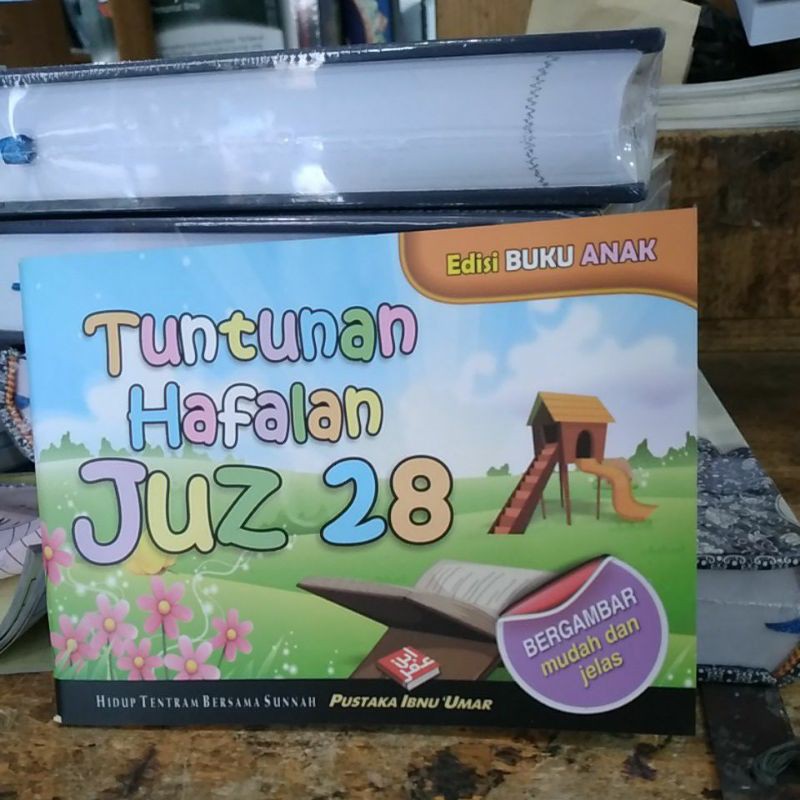 Edisi BUKU ANAK
Tuntunan
Hafalan
Juz 28
BERGAMBAR
mudah dan
jelas
HIDUP TENTRAM BERSAMA SUNNAH PUSTAKA IBNU 'UMAR